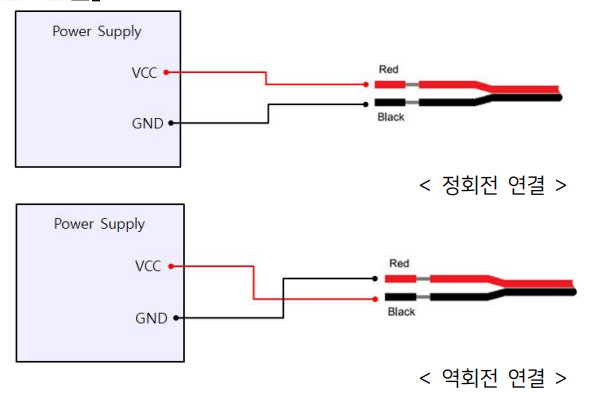 Power Supply
VCC
GND
Red
Black
< 정회전 연결 >
Power Supply
VCC
GND
Red
Black
< 역회전 연결 >